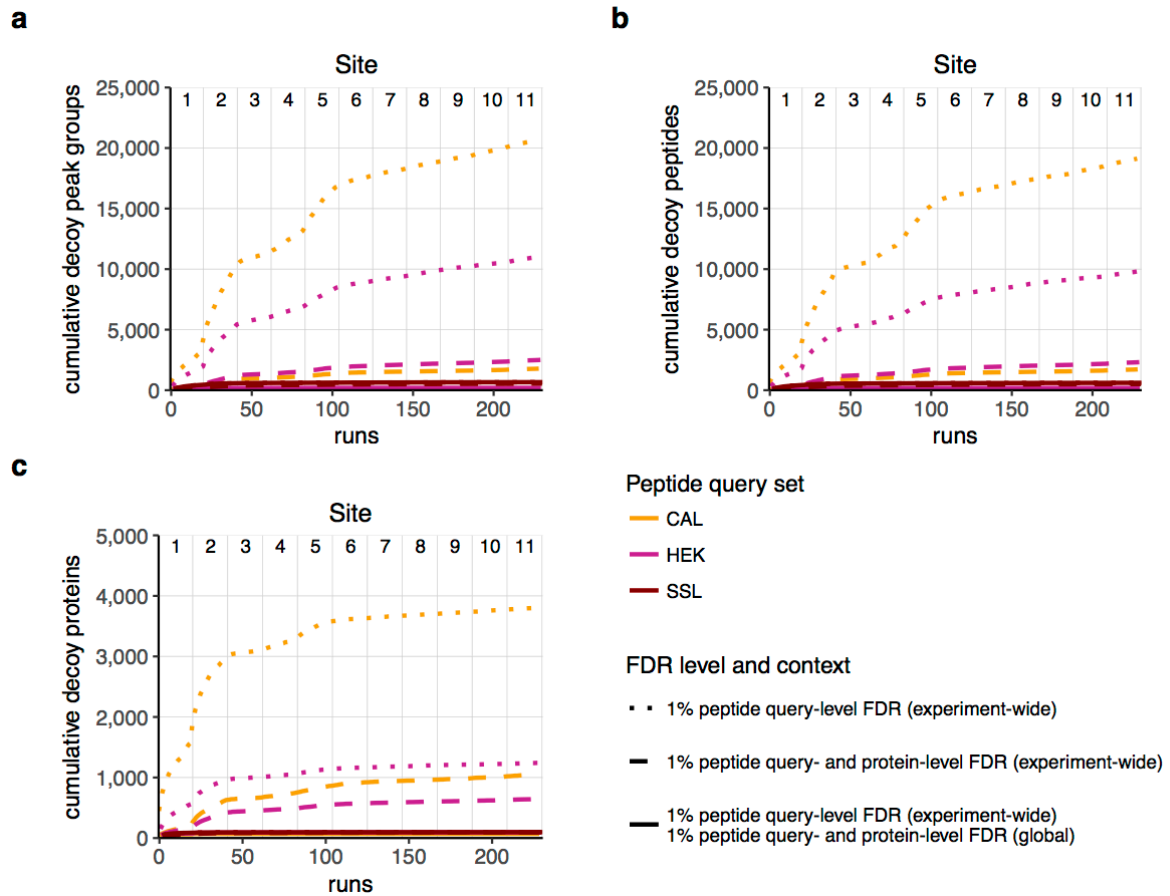 a
Site
1 2 3 4 5 6 7 8 9 10 11
cumulative decoy peak groups
25,000
20,000
15,000
10,000
5,000
0
0 50 100 150 200
runs
b
Site
1 2 3 4 5 6 7 8 9 10 11
cumulative decoy peptides
25,000
20,000
15,000
10,000
5,000
0
0 50 100 150 200
runs
c
Site
1 2 3 4 5 6 7 8 9 10 11
cumulative decoy proteins
5,000
4,000
3,000
2,000
1,000
0
0 50 100 150 200
runs
Peptide query set
CAL
HEK
SSL
FDR level and context
1% peptide query-level FDR (experiment-wide)
1% peptide query- and protein-level FDR (experiment-wide)
1% peptide query-level FDR (experiment-wide)
1% peptide query- and protein-level FDR (global)